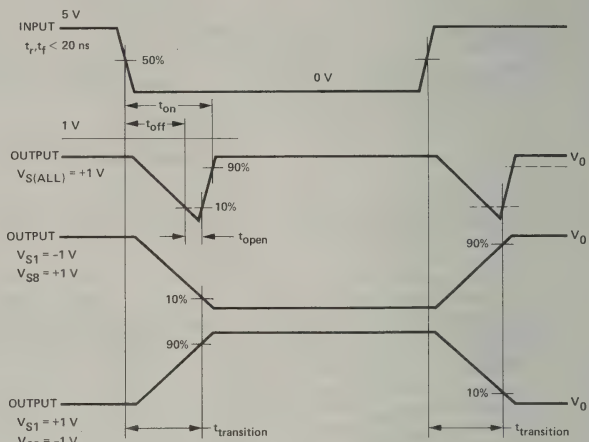 5 V
INPUT
t_r,t_f < 20 ns
50%
0 V
t_on
t_off
1 V
OUTPUT
V_S(ALL) = +1 V
90%
V_0
10%
t_open
OUTPUT
90%
V_0
V_S1 = -1 V
V_S8 = +1 V
10%
90%
10%
OUTPUT
V_0
V_S1 = +1 V
t_transition
t_transition